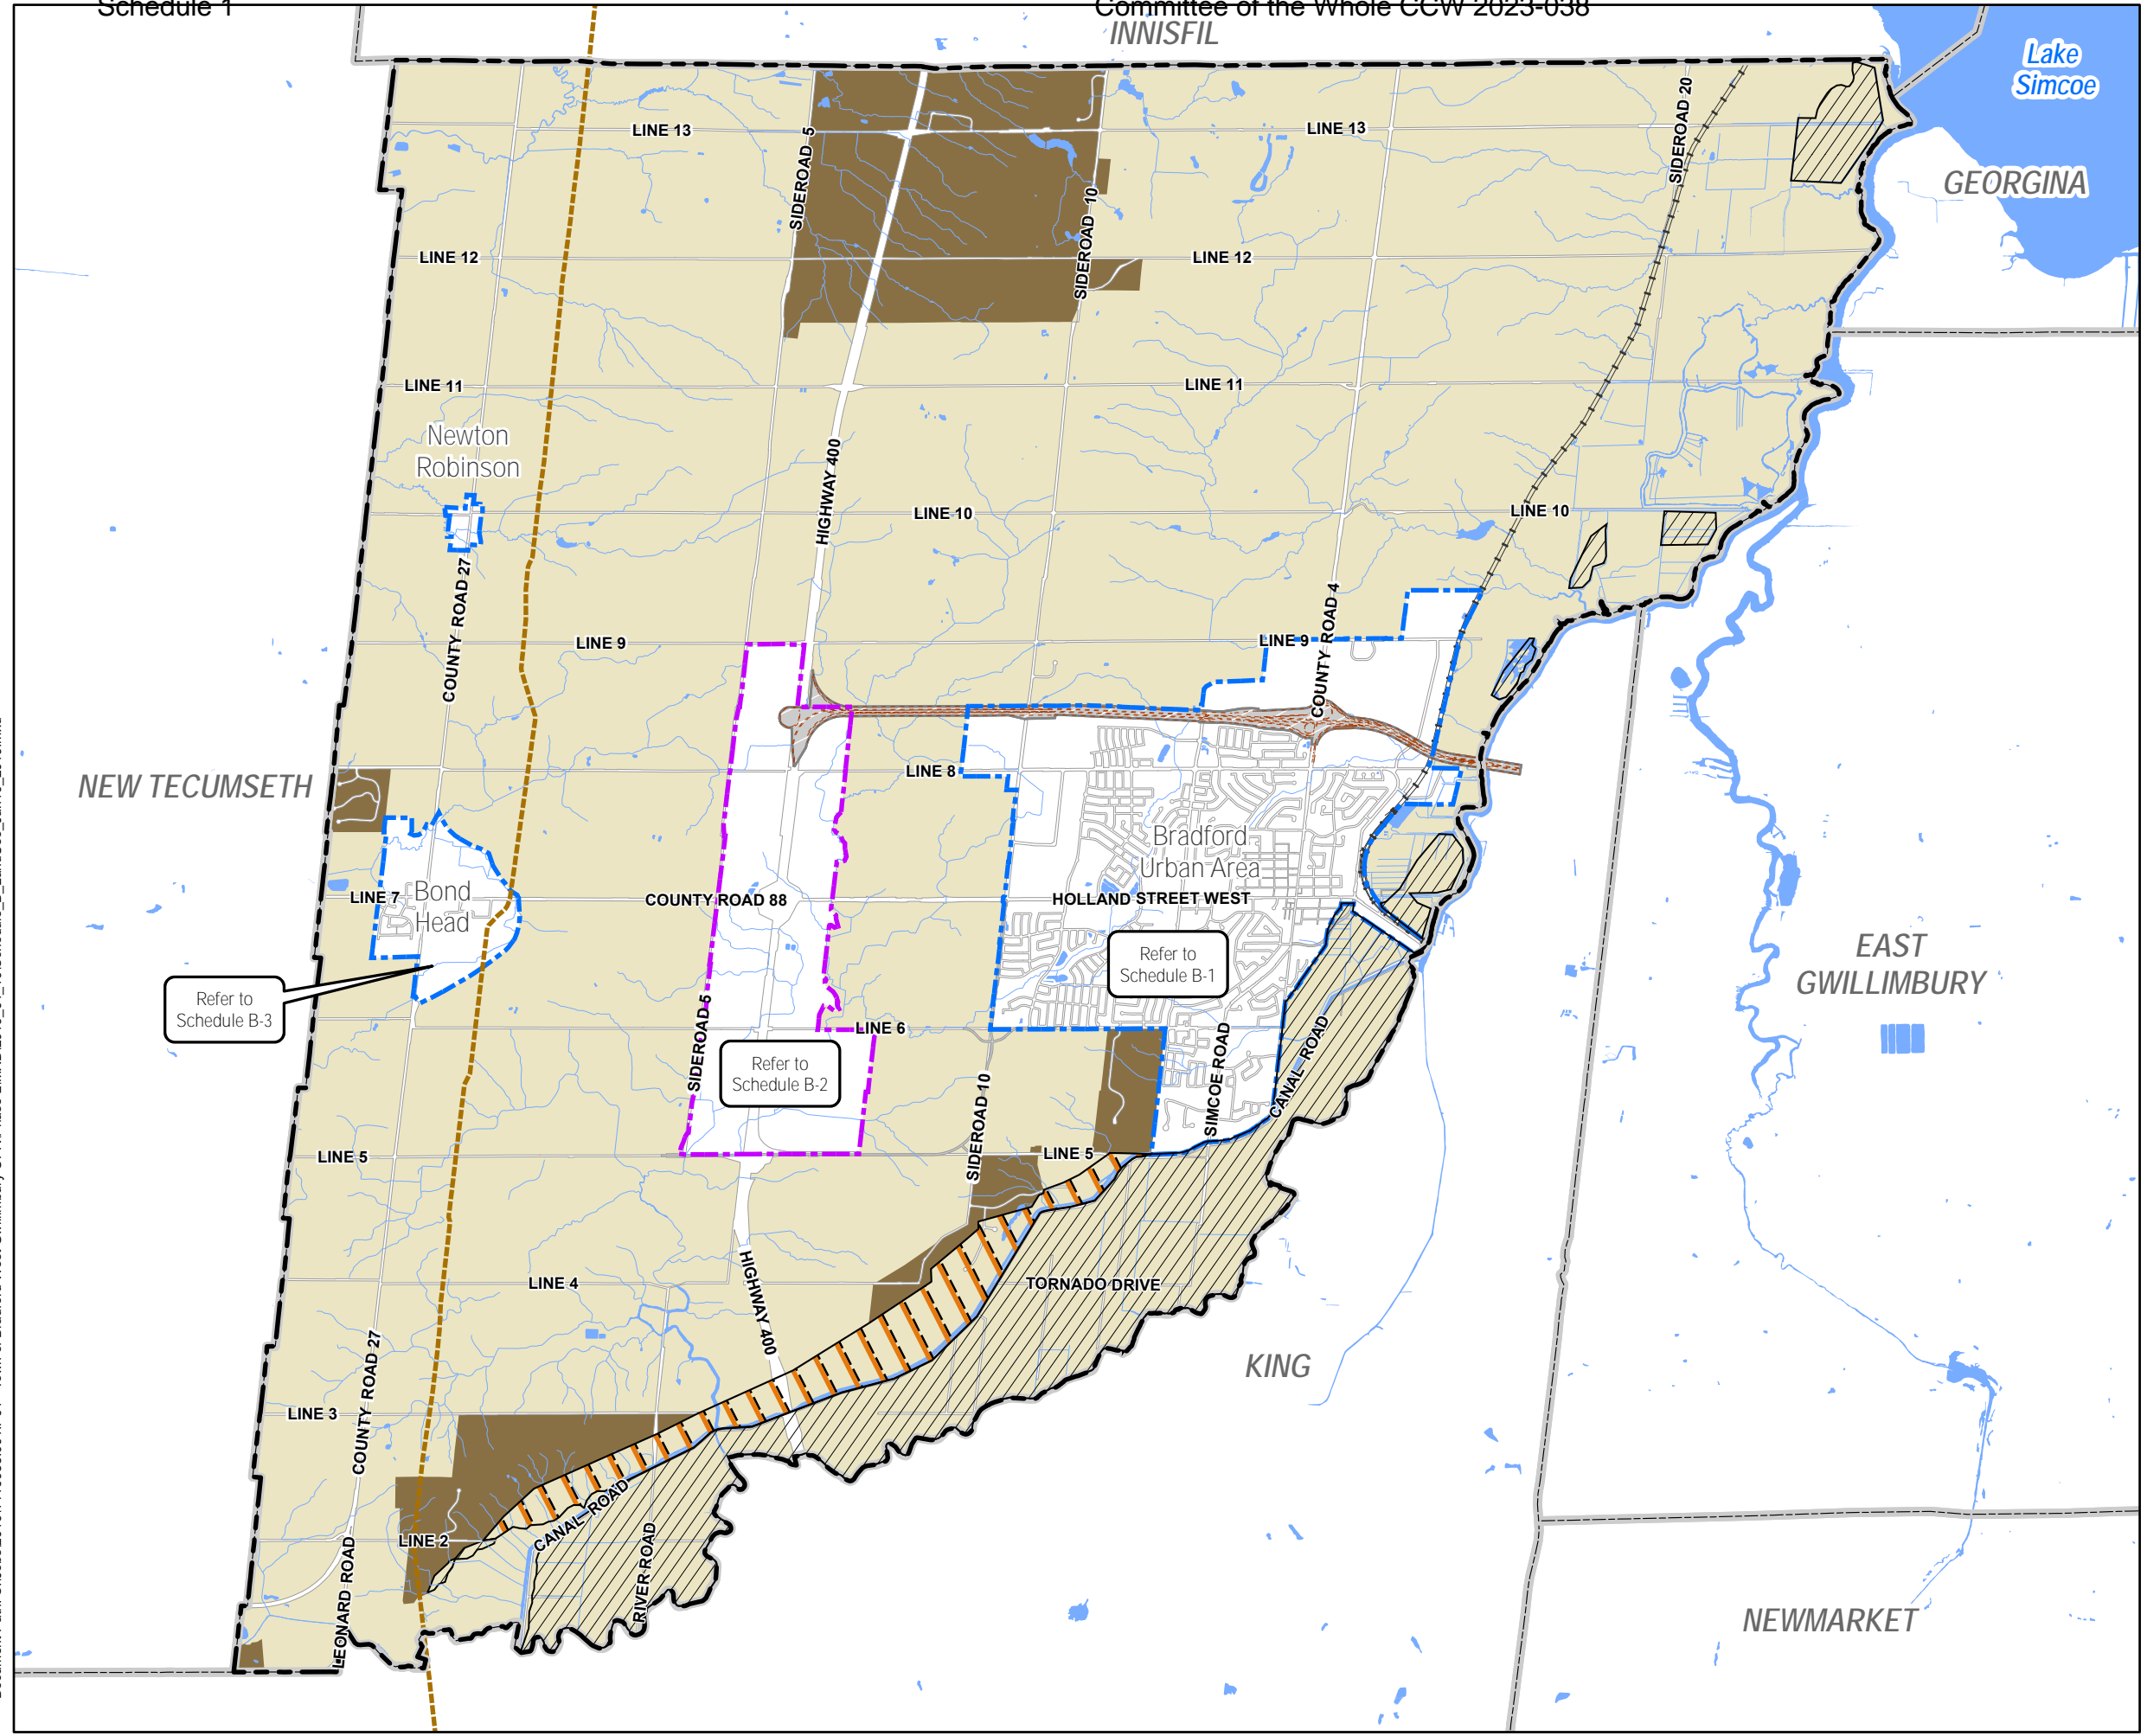 Schedule 1
Committee of the Whole CCW 2023-038
INNISFIL
Lake
Simcoe
SIDEROAD 20
LINE 13
LINE 13
SIDEROAD 5
GEORGINA
SIDEROAD 10
LINE 12
LINE 12
LINE 11
LINE 11
Newton
Robinson
HIGHWAY 400
LINE 10
LINE 10
COUNTY ROAD 27
LINE 9
LINE 9
COUNTY ROAD 4
NEW TECUMSETH
LINE 8
Bradford
Urban Area
LINE 7
Bond
Head
COUNTY ROAD 88
HOLLAND STREET WEST
Refer to
Schedule B-1
EAST
GWILLIMBURY
Refer to
Schedule B-3
SIDEROAD 5
LINE 6
Refer to
Schedule B-2
SIMCOE ROAD
CANAL ROAD
SIDEROAD 10
LINE 5
LINE 5
LINE 4
HIGHWAY 400
TORNADO DRIVE
KING
COUNTY ROAD 27
LINE 3
CANAL ROAD
LINE 2
LEONARD ROAD
RIVER ROAD
NEWMARKET